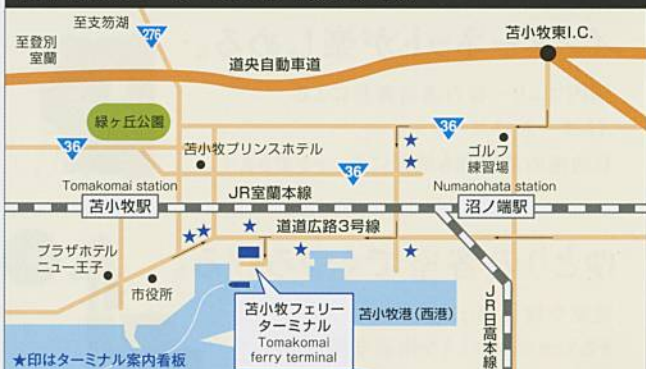 至支笏湖
276
至登別
室蘭
道央自動車道
苫小牧東I.C.
緑ヶ丘公園
36
36
36
苫小牧プリンスホテル
ゴルフ
練習場
Tomakomai station
苫小牧駅
JR室蘭本線
Numanohata station
沼ノ端駅
道道広路3号線
プラザホテル
ニュー王子
市役所
苫小牧フェリー
ターミナル
Tomakomai
ferry terminal
苫小牧港(西港)
JR日高本線
★印はターミナル案内看板